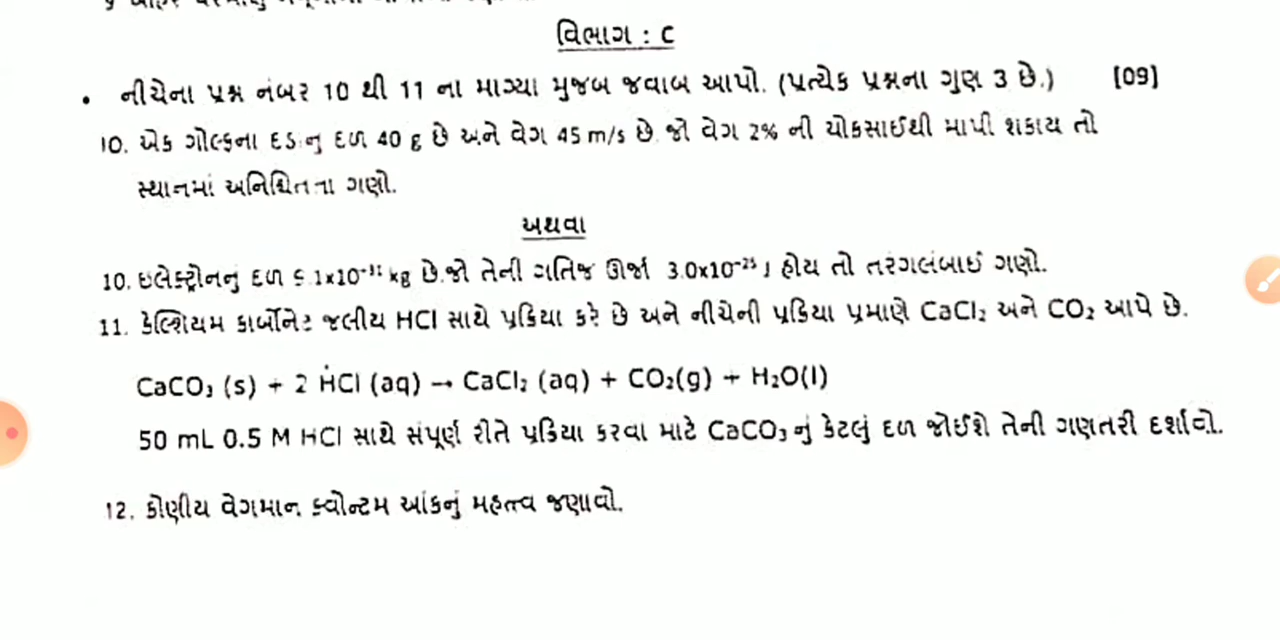 વિભાગ : C
• નીચેના પ્રશ્ન નંબર 10 થી 11 ના માગ્યા મુજબ જવાબ આપો. (પ્રત્યેક પ્રશ્નના ગુણ 3 છે.) [09]
10. એક ગોલ્ફના દડાનુ દળ 40 g છે અને વેગ 45 m/s છે. જો વેગ 2% ની ચોકસાઈથી માપી શકાય તો
સ્થાનમાં અનિશ્ચિતતા ગણો.
અથવા
10. ઇલેક્ટ્રોનનુ દળ 9.1x10⁻³¹ kg છે.જો તેની ગતિજ ઊર્જા 3.0x10⁻²⁵ J હોય તો તરંગલંબાઈ ગણો.
11. કેલ્શિયમ કાર્બોનેટ જલીય HCl સાથે પ્રક્રિયા કરે છે અને નીચેની પ્રક્રિયા પ્રમાણે CaCl₂ અને CO₂ આપે છે.
CaCO₃ (s) + 2 HCl (aq) → CaCl₂ (aq) + CO₂(g) + H₂O(l)
50 mL 0.5 M HCl સાથે સંપૂર્ણ રીતે પ્રક્રિયા કરવા માટે CaCO₃ નું કેટલું દળ જોઈશે તેની ગણતરી દર્શાવો.
12. કોણીય વેગમાન ક્વોન્ટમ આંકનું મહત્ત્વ જણાવો.